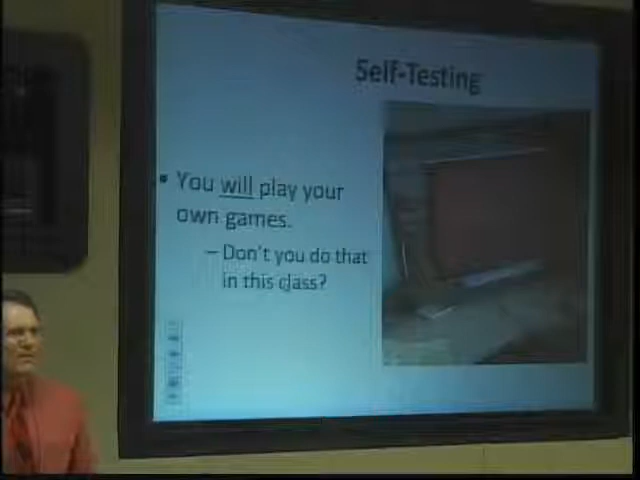 Self-Testing
• You will play your
own games.
– Don't you do that
in this class?